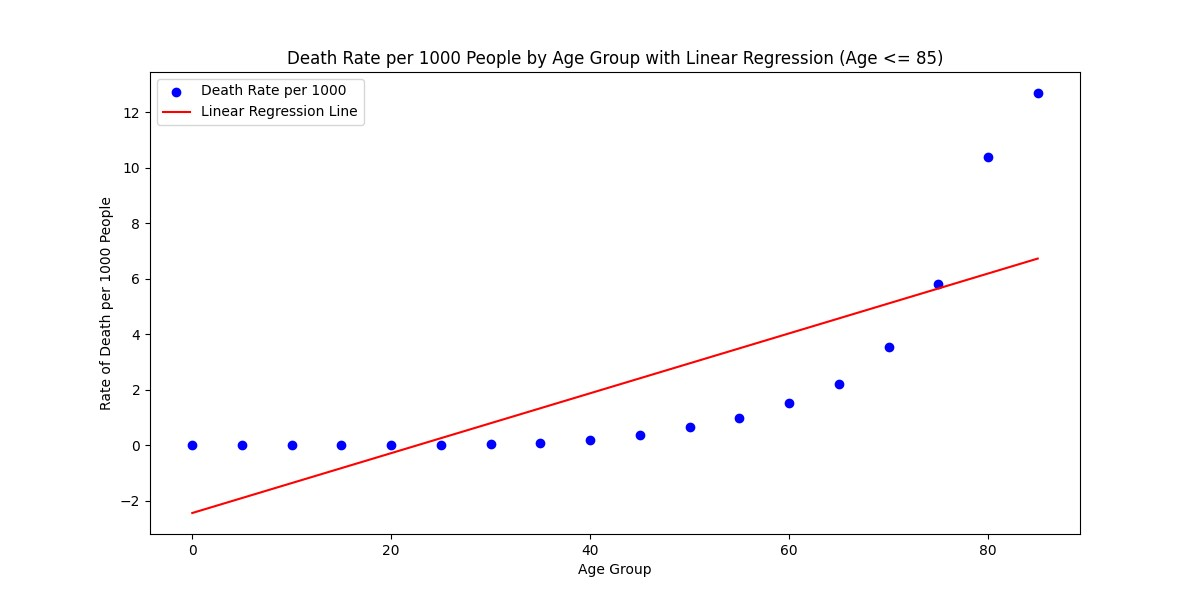 Death Rate per 1000 People by Age Group with Linear Regression (Age <= 85)
Death Rate per 1000
Linear Regression Line
Rate of Death per 1000 People
12
10
8
6
4
2
0
−2
0 20 40 60 80
Age Group